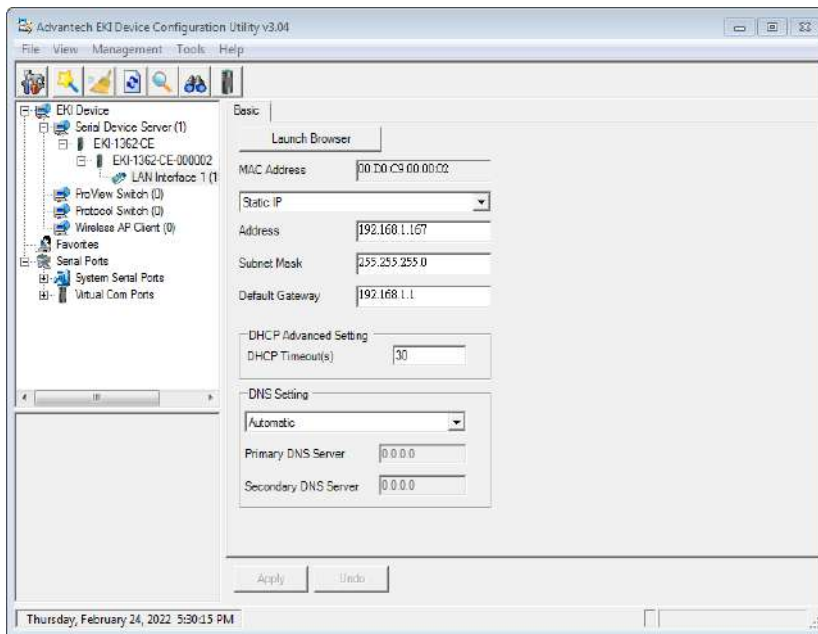 Advantech EKI Device Configuration Utility v3.04
File View Management Tools Help
EKI Device
Serial Device Server (1)
EKI-1362-CE
EKI-1362-CE-000002
LAN Interface 1 (1
ProView Switch (0)
Protocol Switch (0)
Wireless AP Client (0)
Favorites
Serial Ports
System Serial Ports
Virtual Com Ports
Basic
Launch Browser
MAC Address 00:D0:C9:00:00:02
Static IP
Address 192.168.1.167
Subnet Mask 255.255.255.0
Default Gateway 192.168.1.1
DHCP Advanced Setting
DHCP Timeout(s) 30
DNS Setting
Automatic
Primary DNS Server 0.0.0.0
Secondary DNS Server 0.0.0.0
Apply Undo
Thursday, February 24, 2022 5:30:15 PM